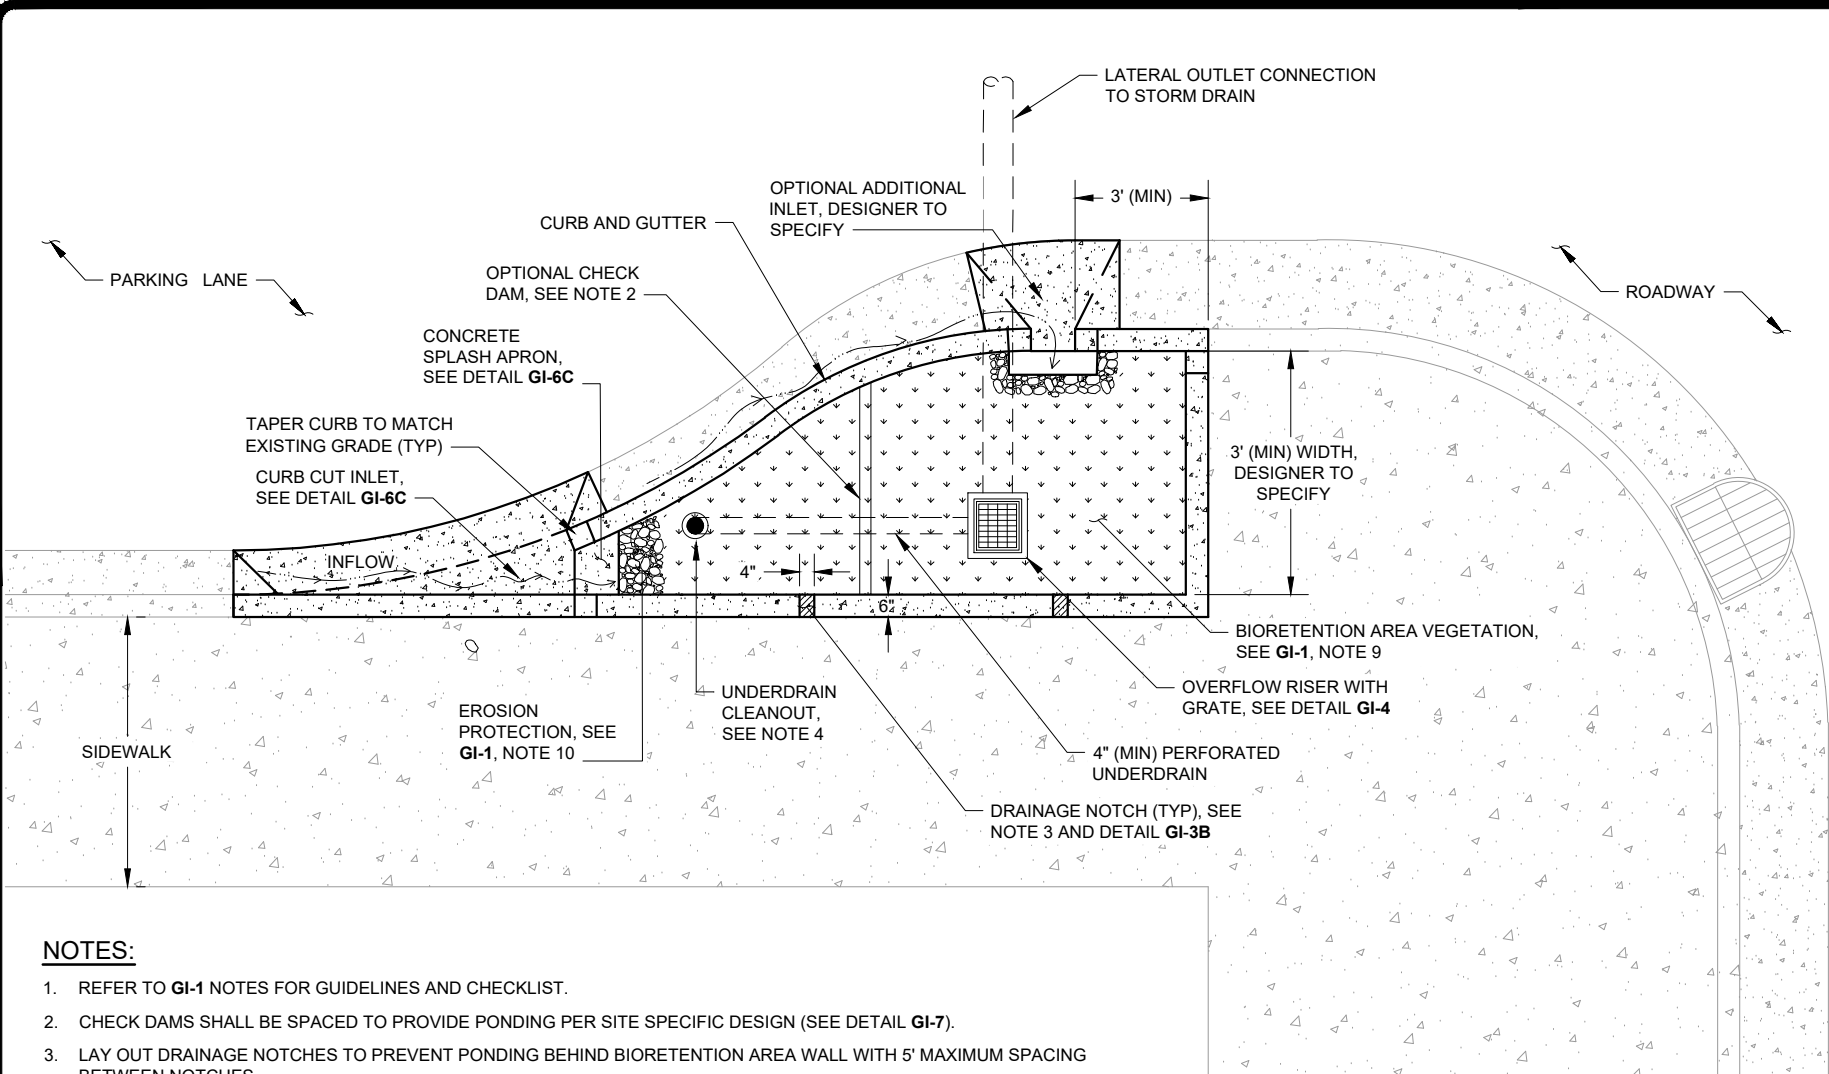 LATERAL OUTLET CONNECTION
TO STORM DRAIN
OPTIONAL ADDITIONAL
INLET, DESIGNER TO
SPECIFY
3' (MIN)
CURB AND GUTTER
PARKING LANE
OPTIONAL CHECK
DAM, SEE NOTE 2
ROADWAY
CONCRETE
SPLASH APRON,
SEE DETAIL GI-6C
TAPER CURB TO MATCH
EXISTING GRADE (TYP)
CURB CUT INLET,
SEE DETAIL GI-6C
3' (MIN) WIDTH,
DESIGNER TO
SPECIFY
INFLOW
4"
6"
BIORETENTION AREA VEGETATION,
SEE GI-1, NOTE 9
OVERFLOW RISER WITH
GRATE, SEE DETAIL GI-4
UNDERDRAIN
CLEANOUT,
SEE NOTE 4
EROSION
PROTECTION, SEE
GI-1, NOTE 10
SIDEWALK
4" (MIN) PERFORATED
UNDERDRAIN
DRAINAGE NOTCH (TYP), SEE
NOTE 3 AND DETAIL GI-3B
NOTES:
1. REFER TO GI-1 NOTES FOR GUIDELINES AND CHECKLIST.
2. CHECK DAMS SHALL BE SPACED TO PROVIDE PONDING PER SITE SPECIFIC DESIGN (SEE DETAIL GI-7).
3. LAY OUT DRAINAGE NOTCHES TO PREVENT PONDING BEHIND BIORETENTION AREA WALL WITH 5' MAXIMUM SPACING
BETWEEN NOTCHES